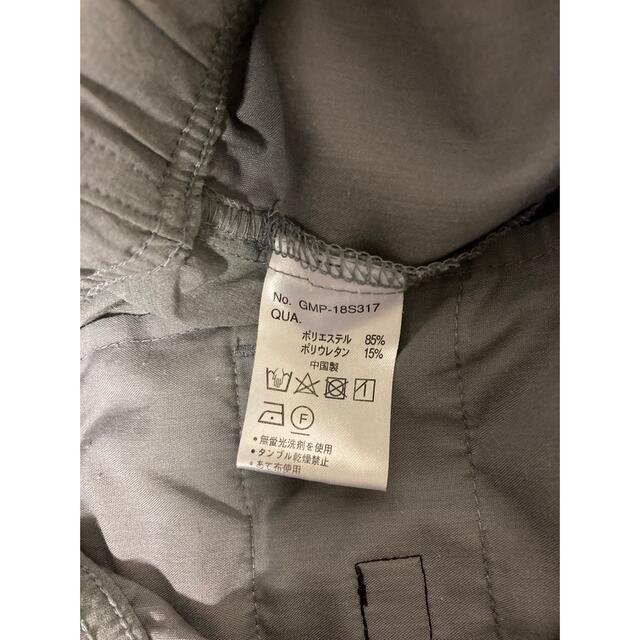 No. GMP-18S317
QUA.
ポリエステル 85%
ポリウレタン 15%
中国製
F
• 無蛍光洗剤を使用
• タンブル乾燥禁止
• あて布使用